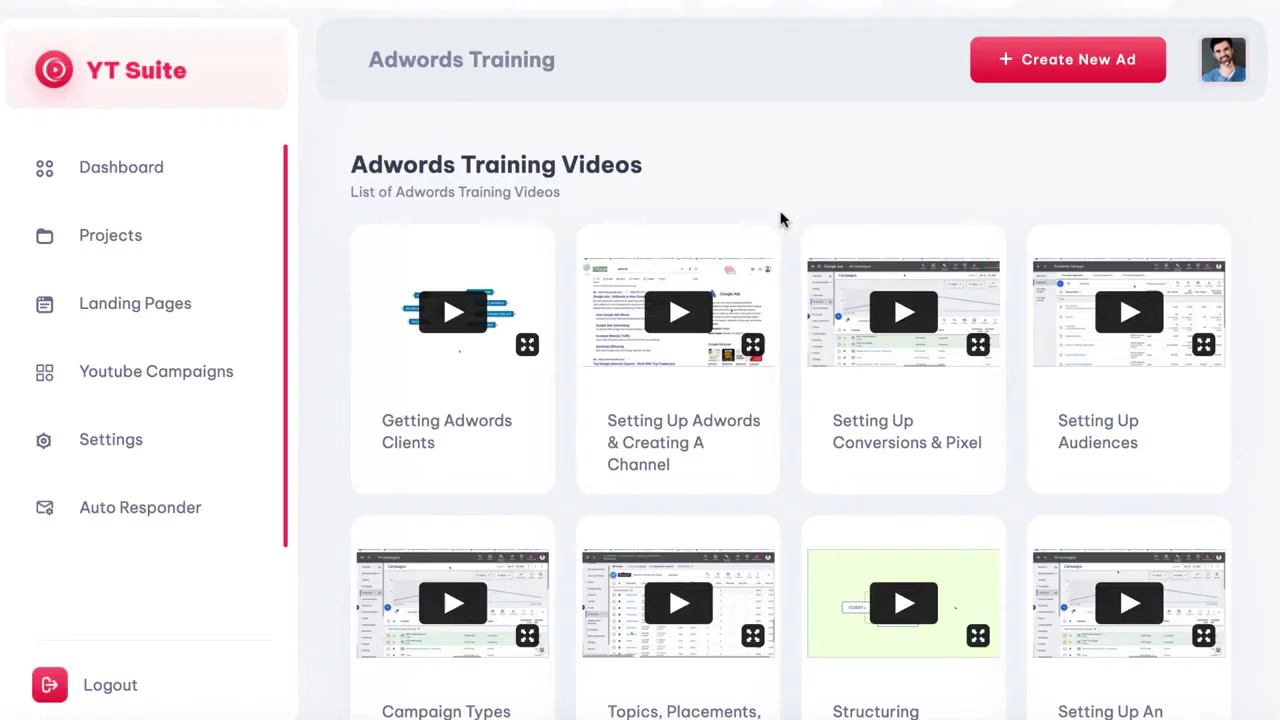 YT Suite
Adwords Training
+ Create New Ad
Dashboard
Projects
Landing Pages
Youtube Campaigns
Settings
Auto Responder
Logout
Adwords Training Videos
List of Adwords Training Videos
Getting Adwords
Clients
Setting Up Adwords
& Creating A
Channel
Setting Up
Conversions & Pixel
Setting Up
Audiences
Campaign Types
Topics, Placements,
Structuring
Setting Up An